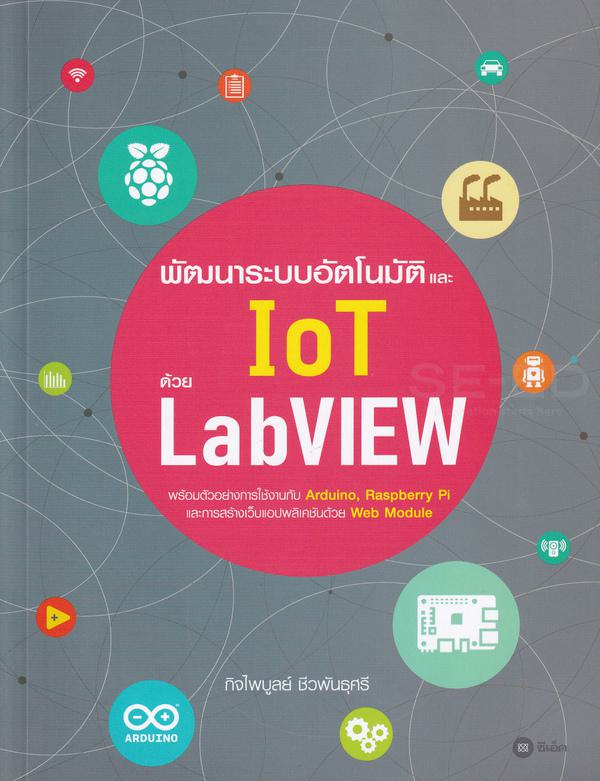 พัฒนาระบบอัตโนมัติและ
IoT
ด้วย
LabVIEW
พร้อมตัวอย่างการใช้งานกับ Arduino, Raspberry Pi
และการสร้างเว็บแอปพลิเคชันด้วย Web Module
กิจไพบูลย์ ชีวพันธุศรี
ARDUINO
ซีเอ็ด